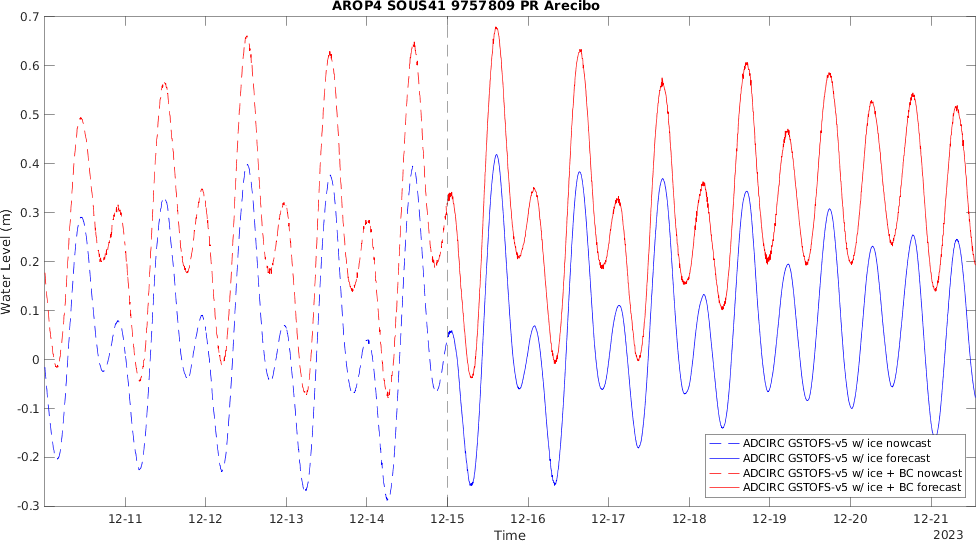 AROP4 SOUS41 9757809 PR Arecibo
0.7
0.6
0.5
0.4
0.3
0.2
0.1
0
-0.1
-0.2
-0.3
Water Level (m)
ADCIRC GSTOFS-v5 w/ ice nowcast
ADCIRC GSTOFS-v5 w/ ice forecast
ADCIRC GSTOFS-v5 w/ ice + BC nowcast
ADCIRC GSTOFS-v5 w/ ice + BC forecast
12-11 12-12 12-13 12-14 12-15 12-16 12-17 12-18 12-19 12-20 12-21
Time
2023